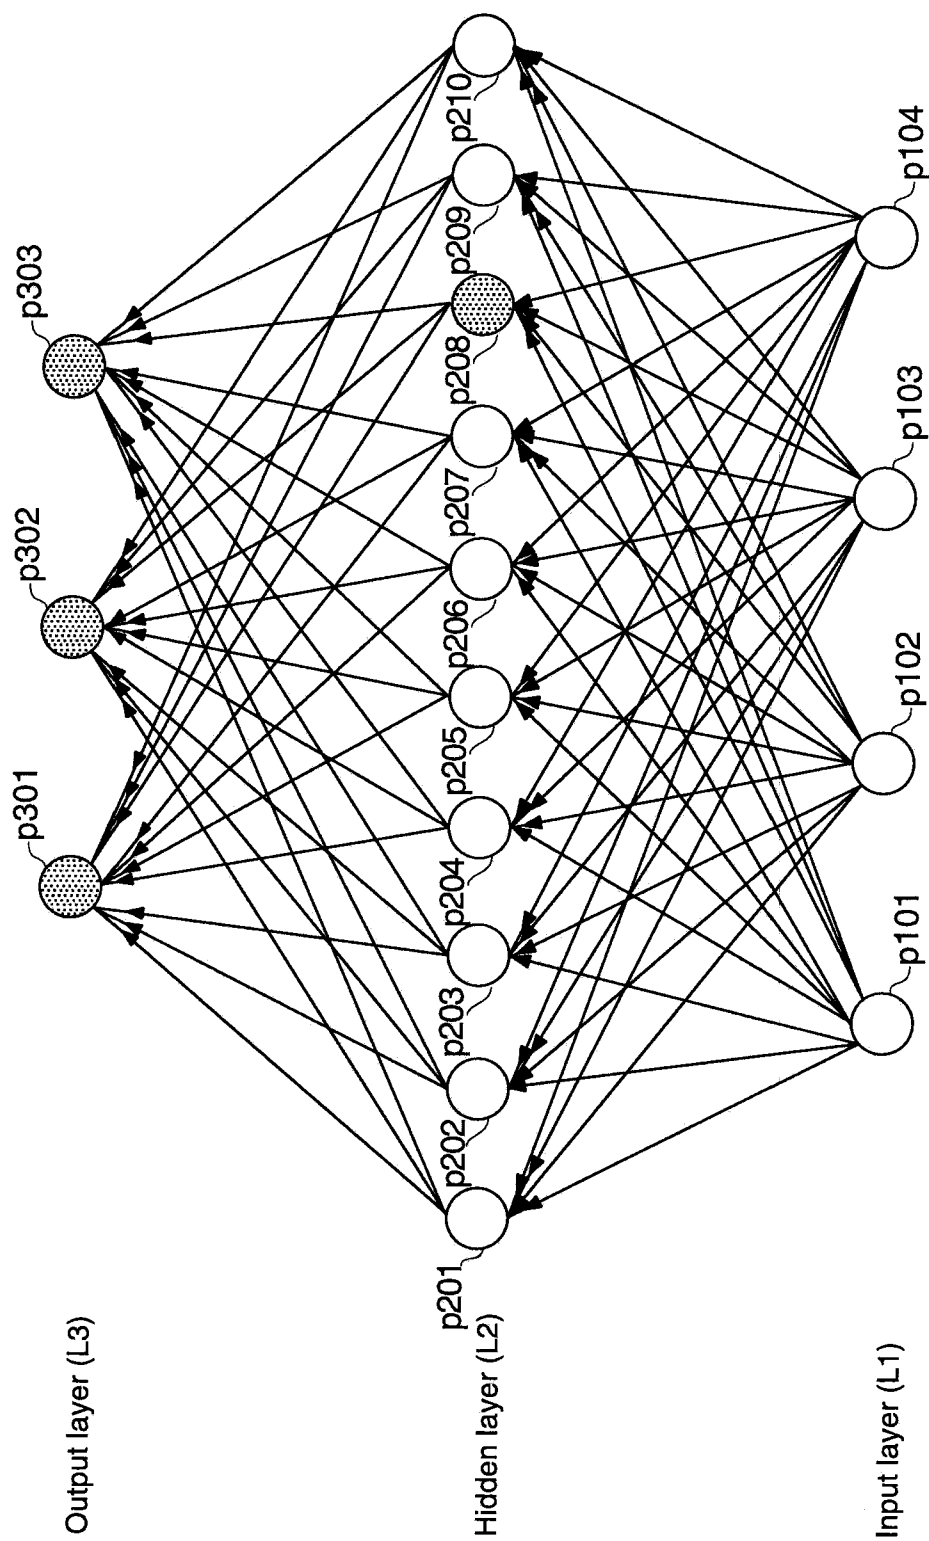 Output layer (L3)
p301
p302
p303
Hidden layer (L2)
p201
p202
p203
p204
p205
p206
p207
p208
p209
p210
Input layer (L1)
p101
p102
p103
p104